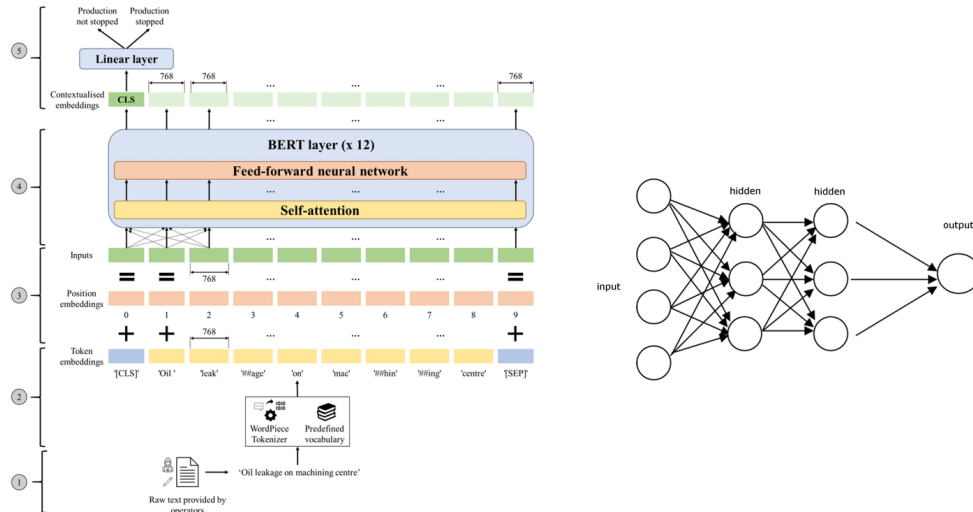 Production
not stopped
Production
stopped
5
Linear layer
Contextualised
embeddings
CLS
768
768
...
...
768
...
...
4
BERT layer (x 12)
...
...
Feed-forward neural network
...
...
Self-attention
Inputs
...
...
768
3
Position
embeddings
...
...
0 1 2 3 4 5 6 7 8 9
768
...
...
Token
embeddings
'[CLS]' 'Oil ' 'leak' '##age' 'on' 'mac' '##hin' '##ing' 'centre' '[SEP]'
2
1010
1010
WordPiece
Tokenizer
Predefined
vocabulary
1
'Oil leakage on machining centre'
Raw text provided by
operators
input
hidden
hidden
output